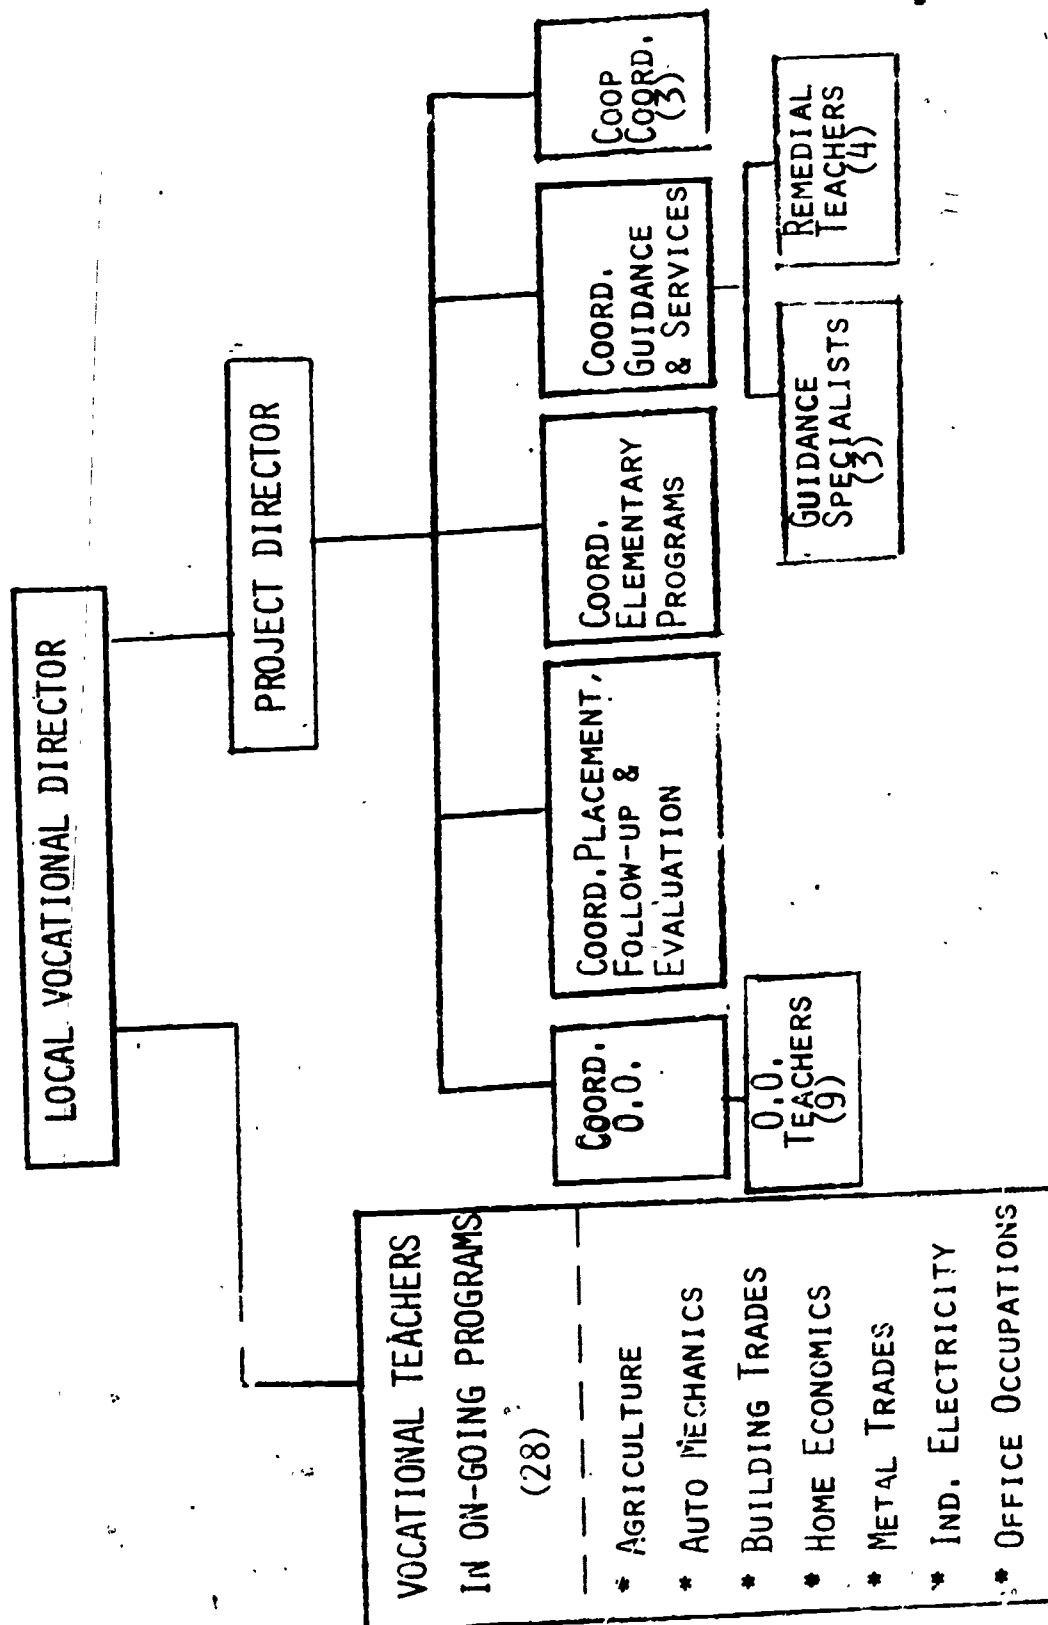 LOCAL VOCATIONAL DIRECTOR
PROJECT DIRECTOR
VOCATIONAL TEACHERS
IN ON-GOING PROGRAMS
(28)
* AGRICULTURE
* AUTO MECHANICS
* BUILDING TRADES
* HOME ECONOMICS
* METAL TRADES
* IND. ELECTRICITY
* OFFICE OCCUPATIONS
COORD.
O.O.
O.O.
TEACHERS
(9)
COORD. PLACEMENT,
FOLLOW-UP &
EVALUATION
COORD.
ELEMENTARY
PROGRAMS
COORD.
GUIDANCE
& SERVICES
GUIDANCE
SPECIALISTS
(3)
REMEDIAL
TEACHERS
(4)
COOP
COORD.
(3)